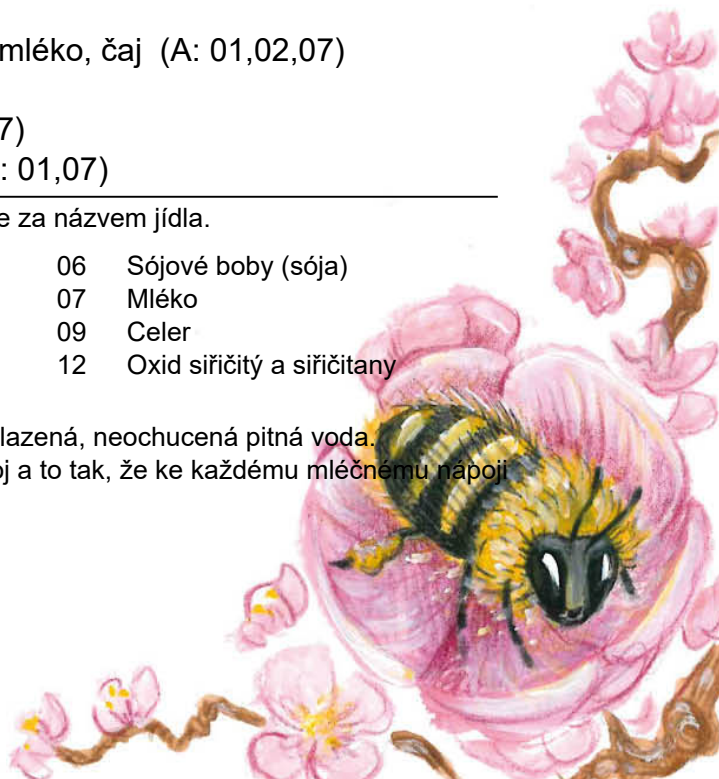 mléko, čaj (A: 01,02,07)
7)
: 01,07)
e za názvem jídla.
06 Sójové boby (sója)
07 Mléko
09 Celer
12 Oxid siřičitý a siřičitany
lazená, neochucená pitná voda.
oj a to tak, že ke každému mléčnému nápoji